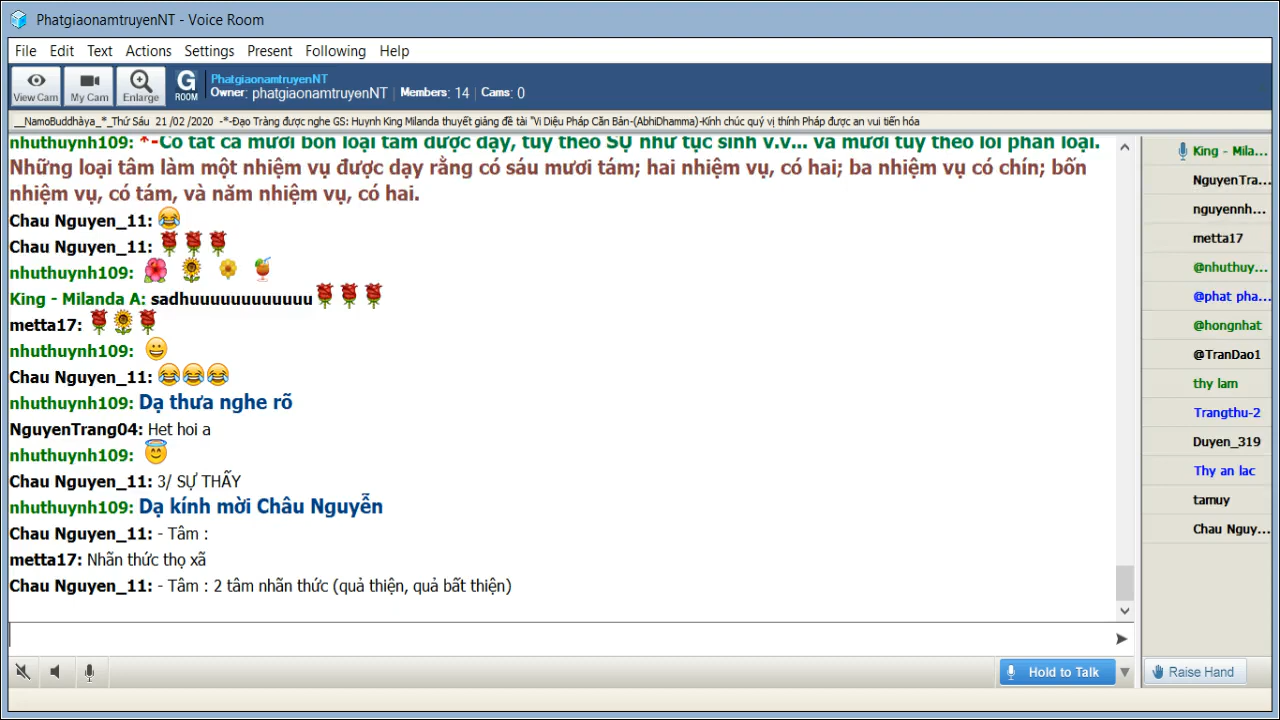 PhatgiaonamtruyenNT - Voice Room
File Edit Text Actions Settings Present Following Help
View Cam My Cam Enlarge G ROOM
PhatgiaonamtruyenNT
Owner: phatgiaonamtruyenNT Members: 14 Cams: 0
__NamoBuddhàya_*_Thứ Sáu 21 /02 /2020 -*-Đạo Tràng được nghe GS: Huynh King Milanda thuyết giảng đề tài "Vi Diệu Pháp Căn Bản-(AbhiDhamma)-Kính chúc quý vị thính Pháp được an vui tiến hóa
nhuthuynh109: *-Có tất cả mười bốn loại tâm được dạy, tùy theo SỰ như tục sinh v.v... và mười tùy theo lối phân loại.
Những loại tâm làm một nhiệm vụ được dạy rằng có sáu mươi tám; hai nhiệm vụ, có hai; ba nhiệm vụ có chín; bốn
nhiệm vụ, có tám, và năm nhiệm vụ, có hai.
Chau Nguyen_11: 😂
Chau Nguyen_11: 🌹🌹🌹
nhuthuynh109: 🌺 🌻 🌼 🍹
King - Milanda A: sadhuuuuuuuuuuuu🌹🌹🌹
metta17: 🌹🌻🌹
nhuthuynh109: 😀
Chau Nguyen_11: 😂😂😂
nhuthuynh109: Dạ thưa nghe rõ
NguyenTrang04: Het hoi a
nhuthuynh109: 😇
Chau Nguyen_11: 3/ SỰ THẤY
nhuthuynh109: Dạ kính mời Châu Nguyễn
Chau Nguyen_11: - Tâm :
metta17: Nhãn thức thọ xã
Chau Nguyen_11: - Tâm : 2 tâm nhãn thức (quả thiện, quả bất thiện)
King - Mila...
NguyenTra...
nguyennh...
metta17
@nhuthuy...
@phat pha...
@hongnhat
@TranDao1
thy lam
Trangthu-2
Duyen_319
Thy an lac
tamuy
Chau Nguy...
Hold to Talk
Raise Hand